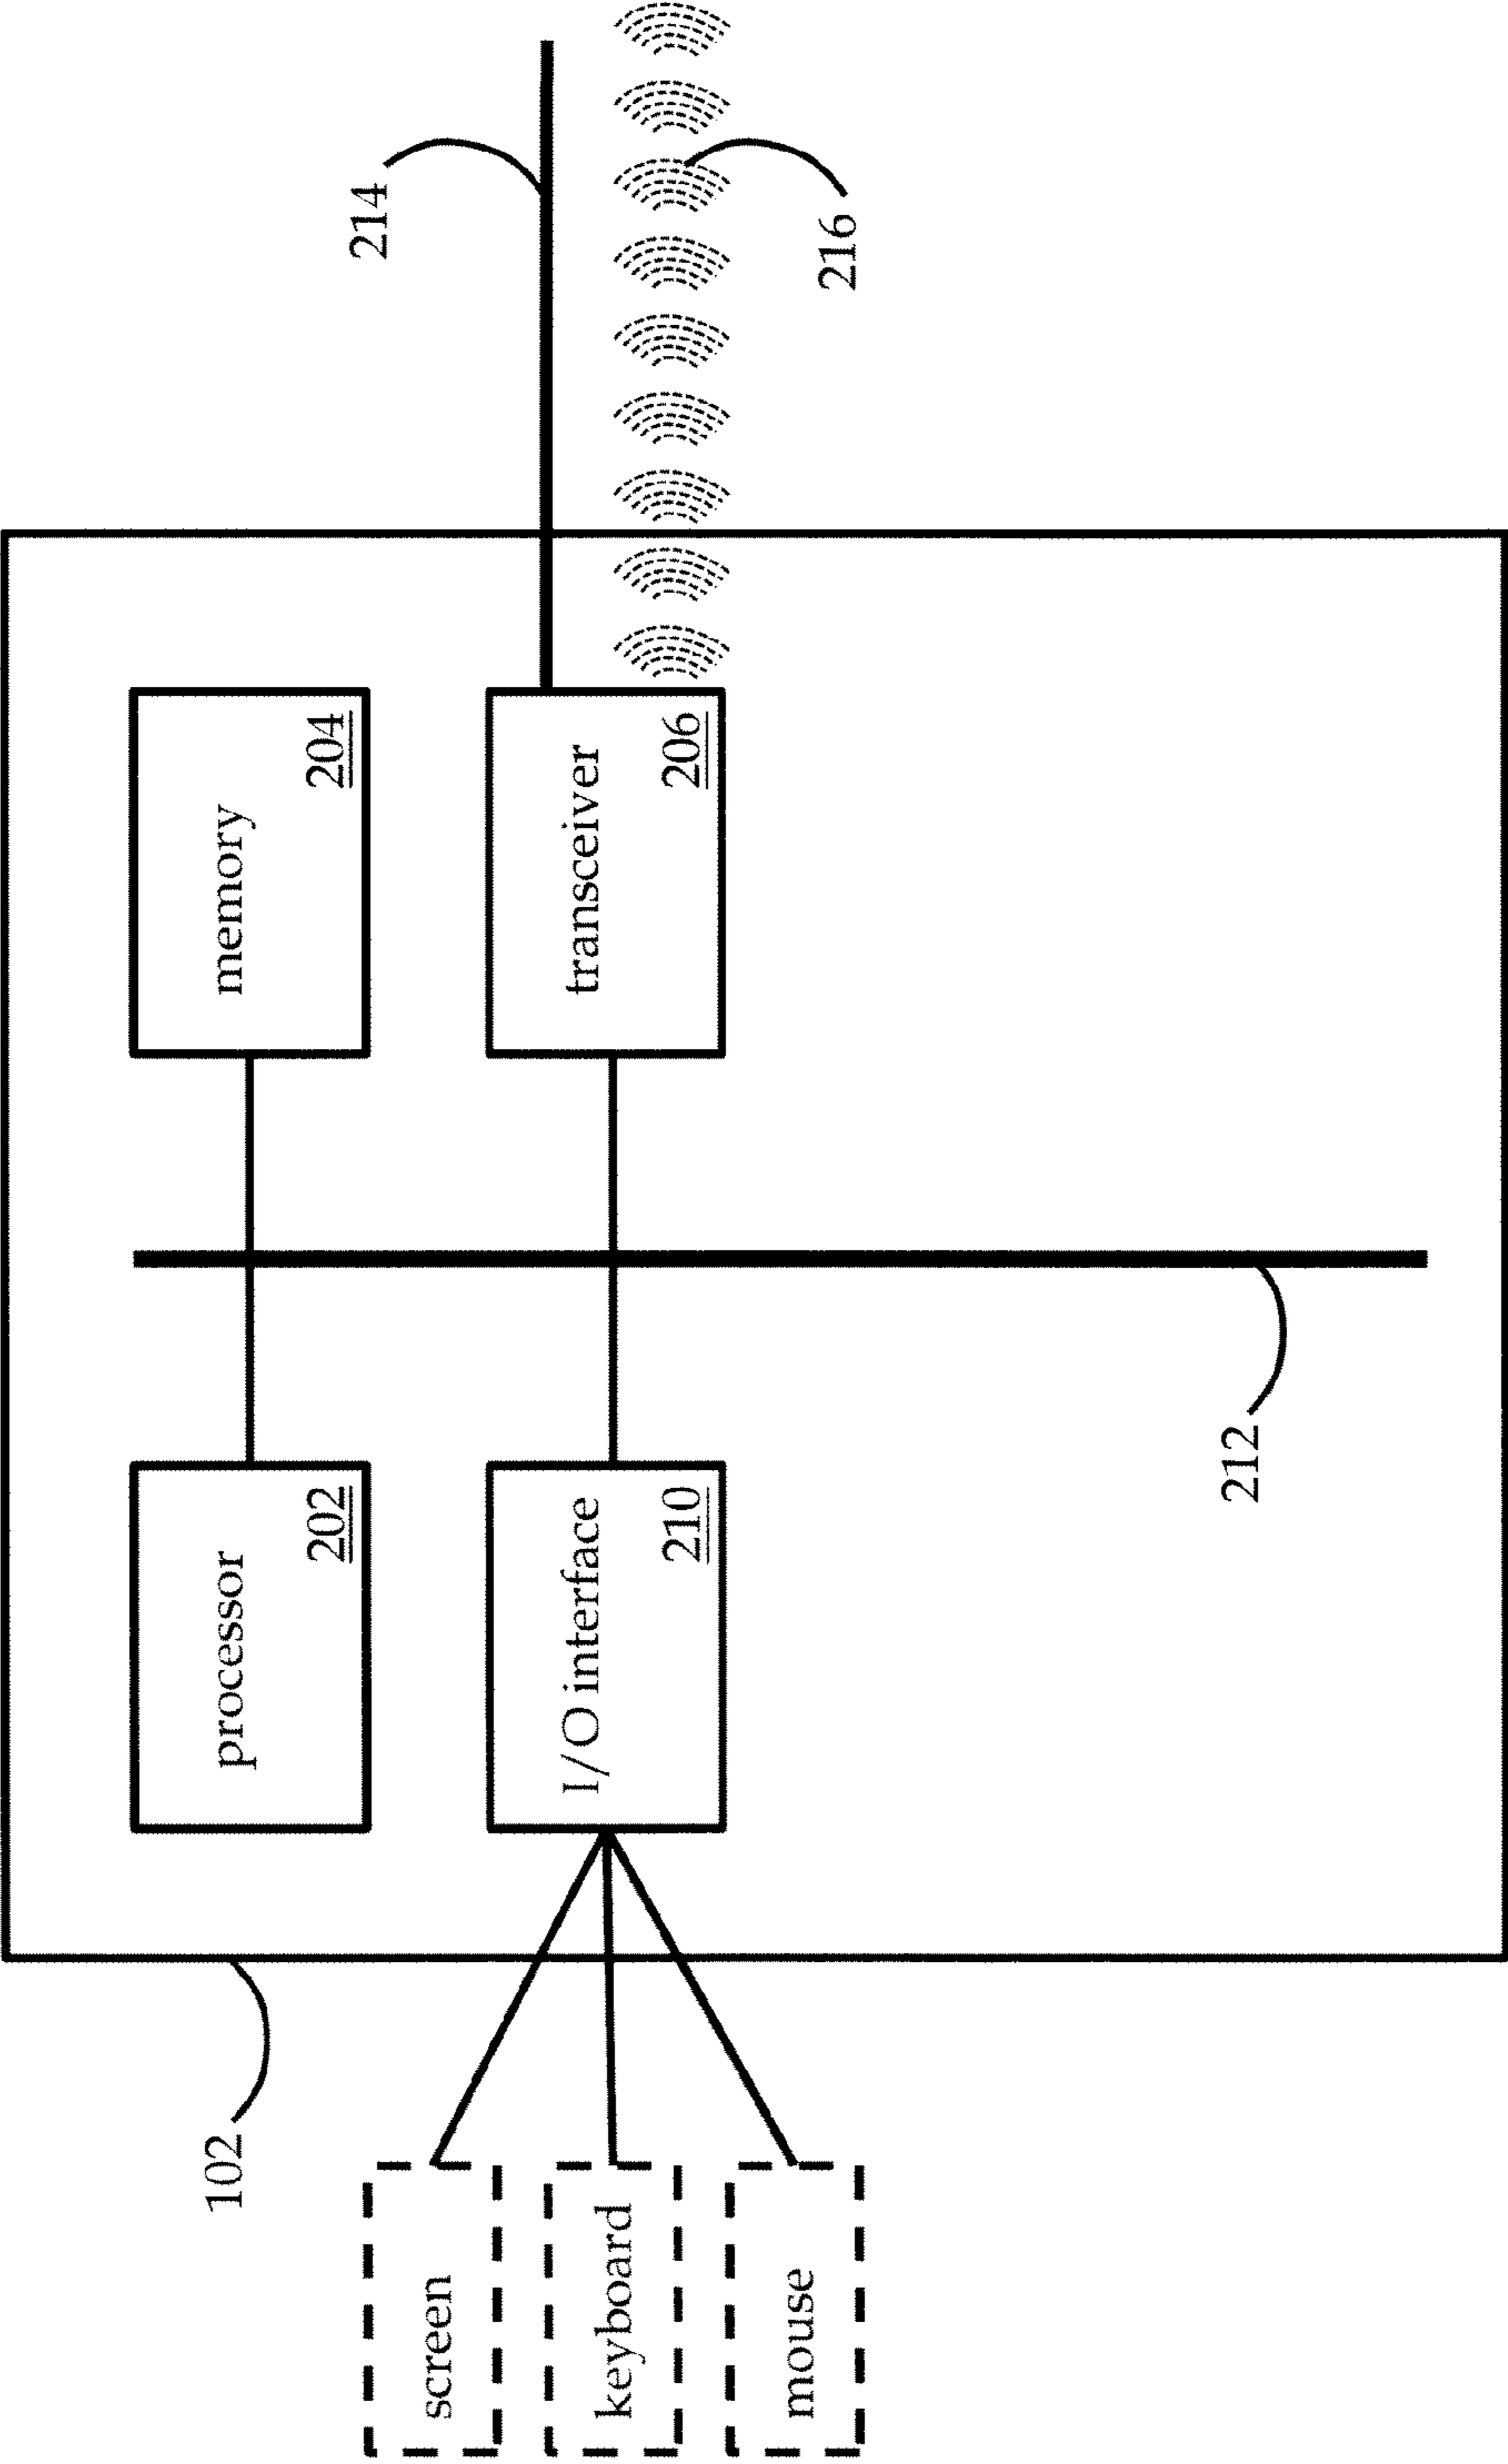 102
processor
202
memory
204
214
screen
keyboard
mouse
I/O interface
210
transceiver
206
216
212